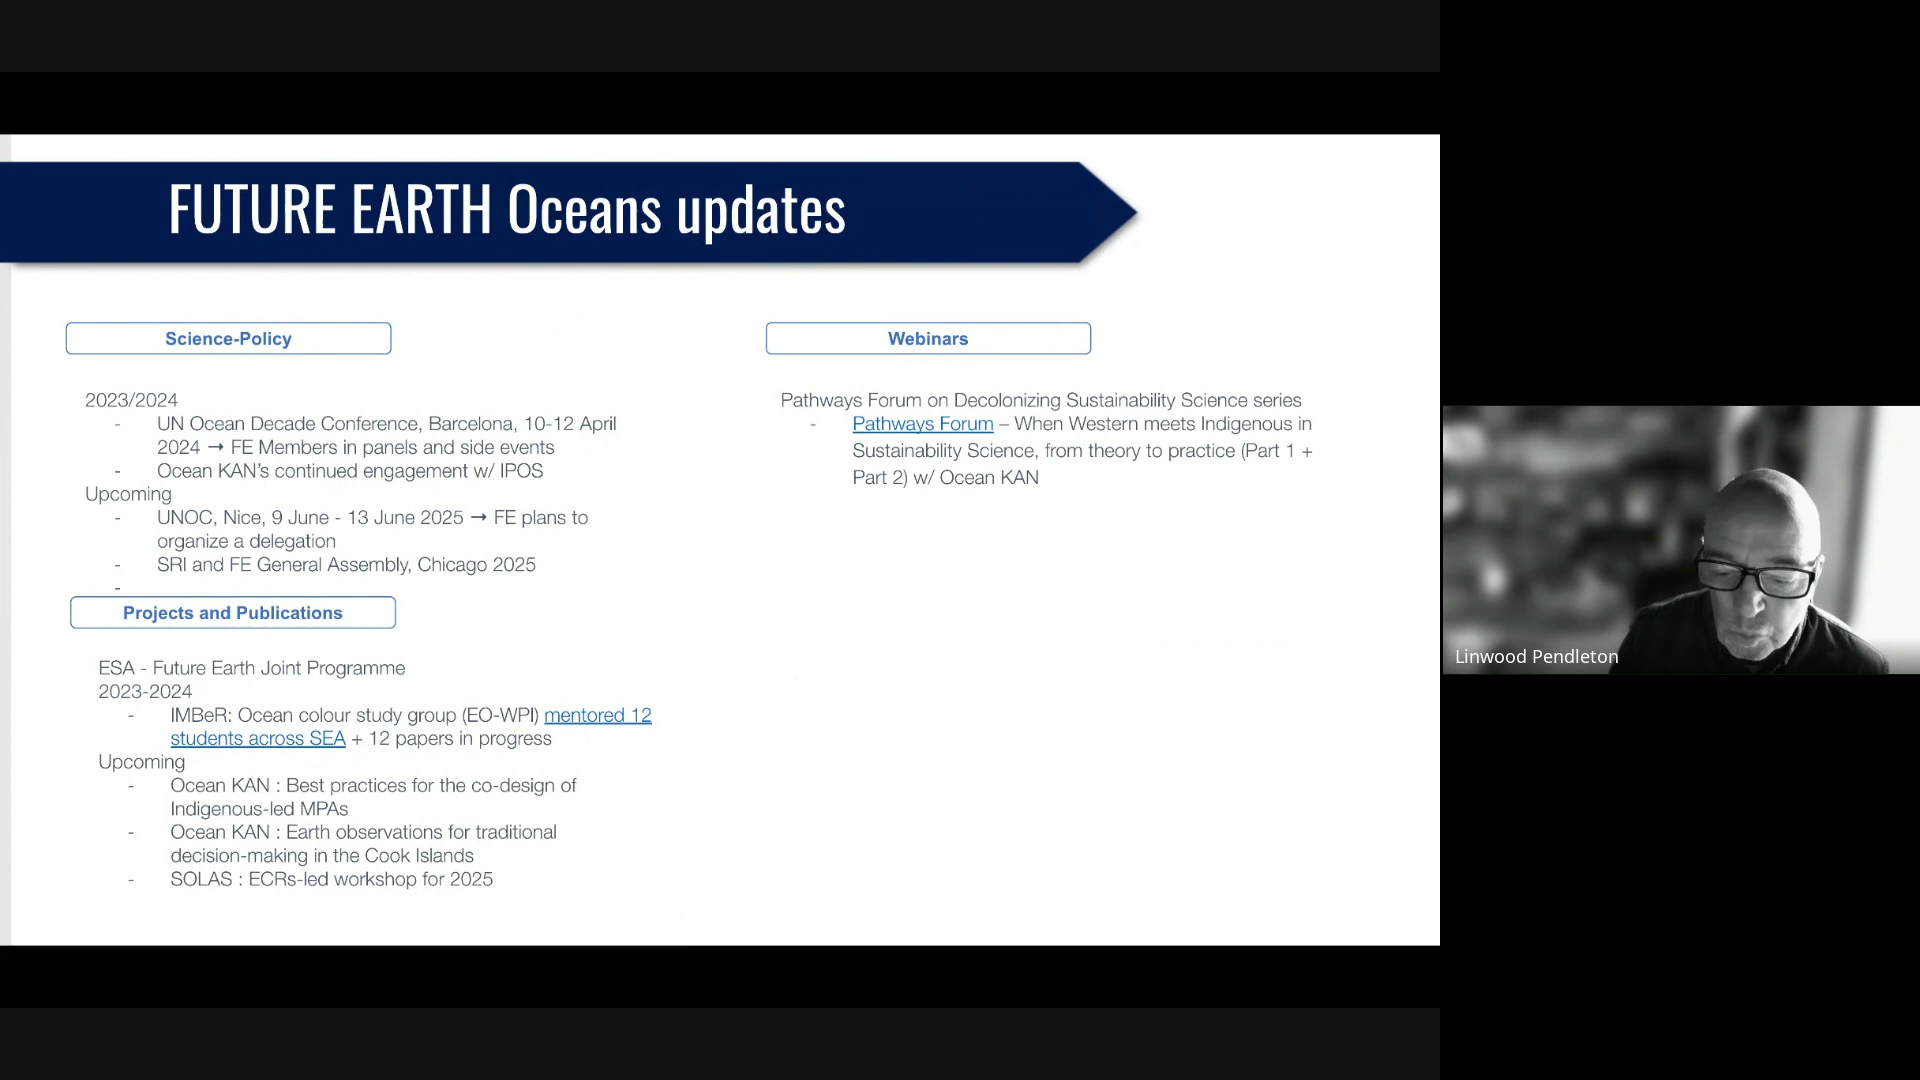 FUTURE EARTH Oceans updates
Science-Policy
2023/2024
- UN Ocean Decade Conference, Barcelona, 10-12 April
2024 → FE Members in panels and side events
- Ocean KAN’s continued engagement w/ IPOS
Upcoming
- UNOC, Nice, 9 June - 13 June 2025 → FE plans to
organize a delegation
- SRI and FE General Assembly, Chicago 2025
-
Projects and Publications
ESA - Future Earth Joint Programme
2023-2024
- IMBeR: Ocean colour study group (EO-WPI) mentored 12
students across SEA + 12 papers in progress
Upcoming
- Ocean KAN : Best practices for the co-design of
Indigenous-led MPAs
- Ocean KAN : Earth observations for traditional
decision-making in the Cook Islands
- SOLAS : ECRs-led workshop for 2025
Webinars
Pathways Forum on Decolonizing Sustainability Science series
- Pathways Forum – When Western meets Indigenous in
Sustainability Science, from theory to practice (Part 1 +
Part 2) w/ Ocean KAN
Linwood Pendleton